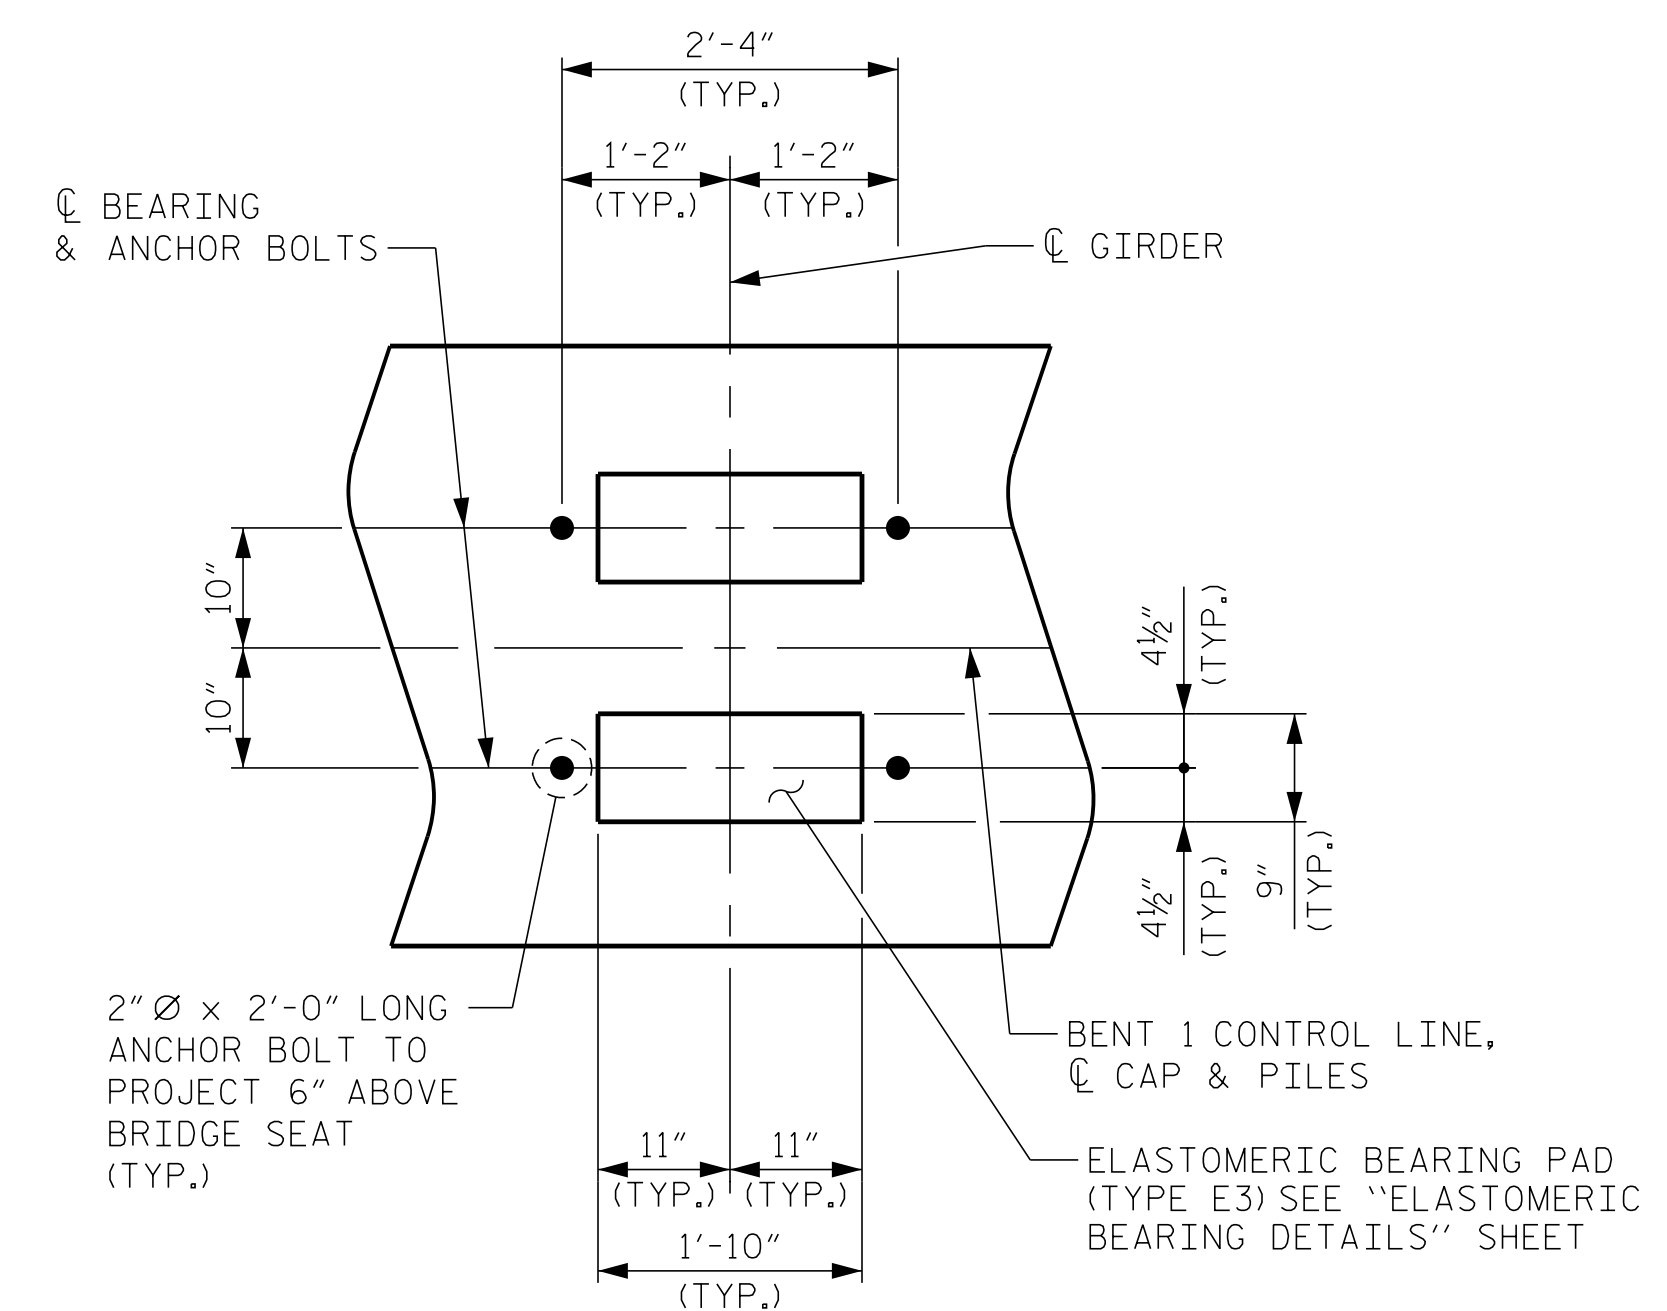 2'-4"
(TYP.)
1'-2"
(TYP.)
1'-2"
(TYP.)
℄ BEARING
& ANCHOR BOLTS
℄ GIRDER
10"
10"
4½"
(TYP.)
4½"
(TYP.)
9"
(TYP.)
2"Ø x 2'-0" LONG
ANCHOR BOLT TO
PROJECT 6" ABOVE
BRIDGE SEAT
(TYP.)
BENT 1 CONTROL LINE,
℄ CAP & PILES
11"
(TYP.)
11"
(TYP.)
1'-10"
(TYP.)
ELASTOMERIC BEARING PAD
(TYPE E3) SEE ``ELASTOMERIC
BEARING DETAILS'' SHEET